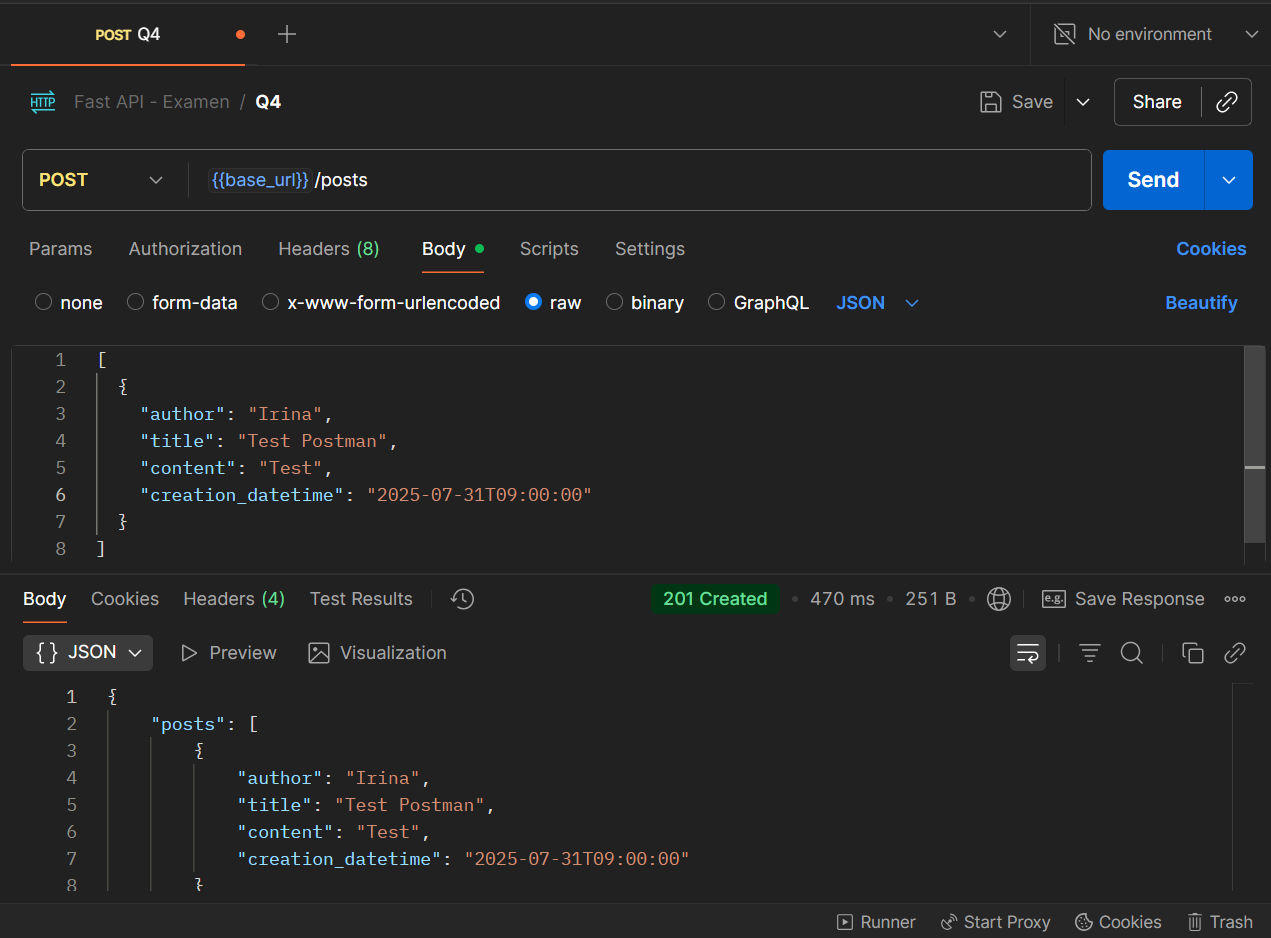 POST Q4
No environment
HTTP Fast API - Examen / Q4 Save Share
POST {{base_url}} /posts Send
Params Authorization Headers (8) Body Scripts Settings Cookies
none form-data x-www-form-urlencoded raw binary GraphQL JSON Beautify
1 [
2 {
3 "author": "Irina",
4 "title": "Test Postman",
5 "content": "Test",
6 "creation_datetime": "2025-07-31T09:00:00"
7 }
8 ]
Body Cookies Headers (4) Test Results 201 Created • 470 ms • 251 B • e.g. Save Response
{} JSON Preview Visualization
1 {
2 "posts": [
3 {
4 "author": "Irina",
5 "title": "Test Postman",
6 "content": "Test",
7 "creation_datetime": "2025-07-31T09:00:00"
8 }
Runner Start Proxy Cookies Trash